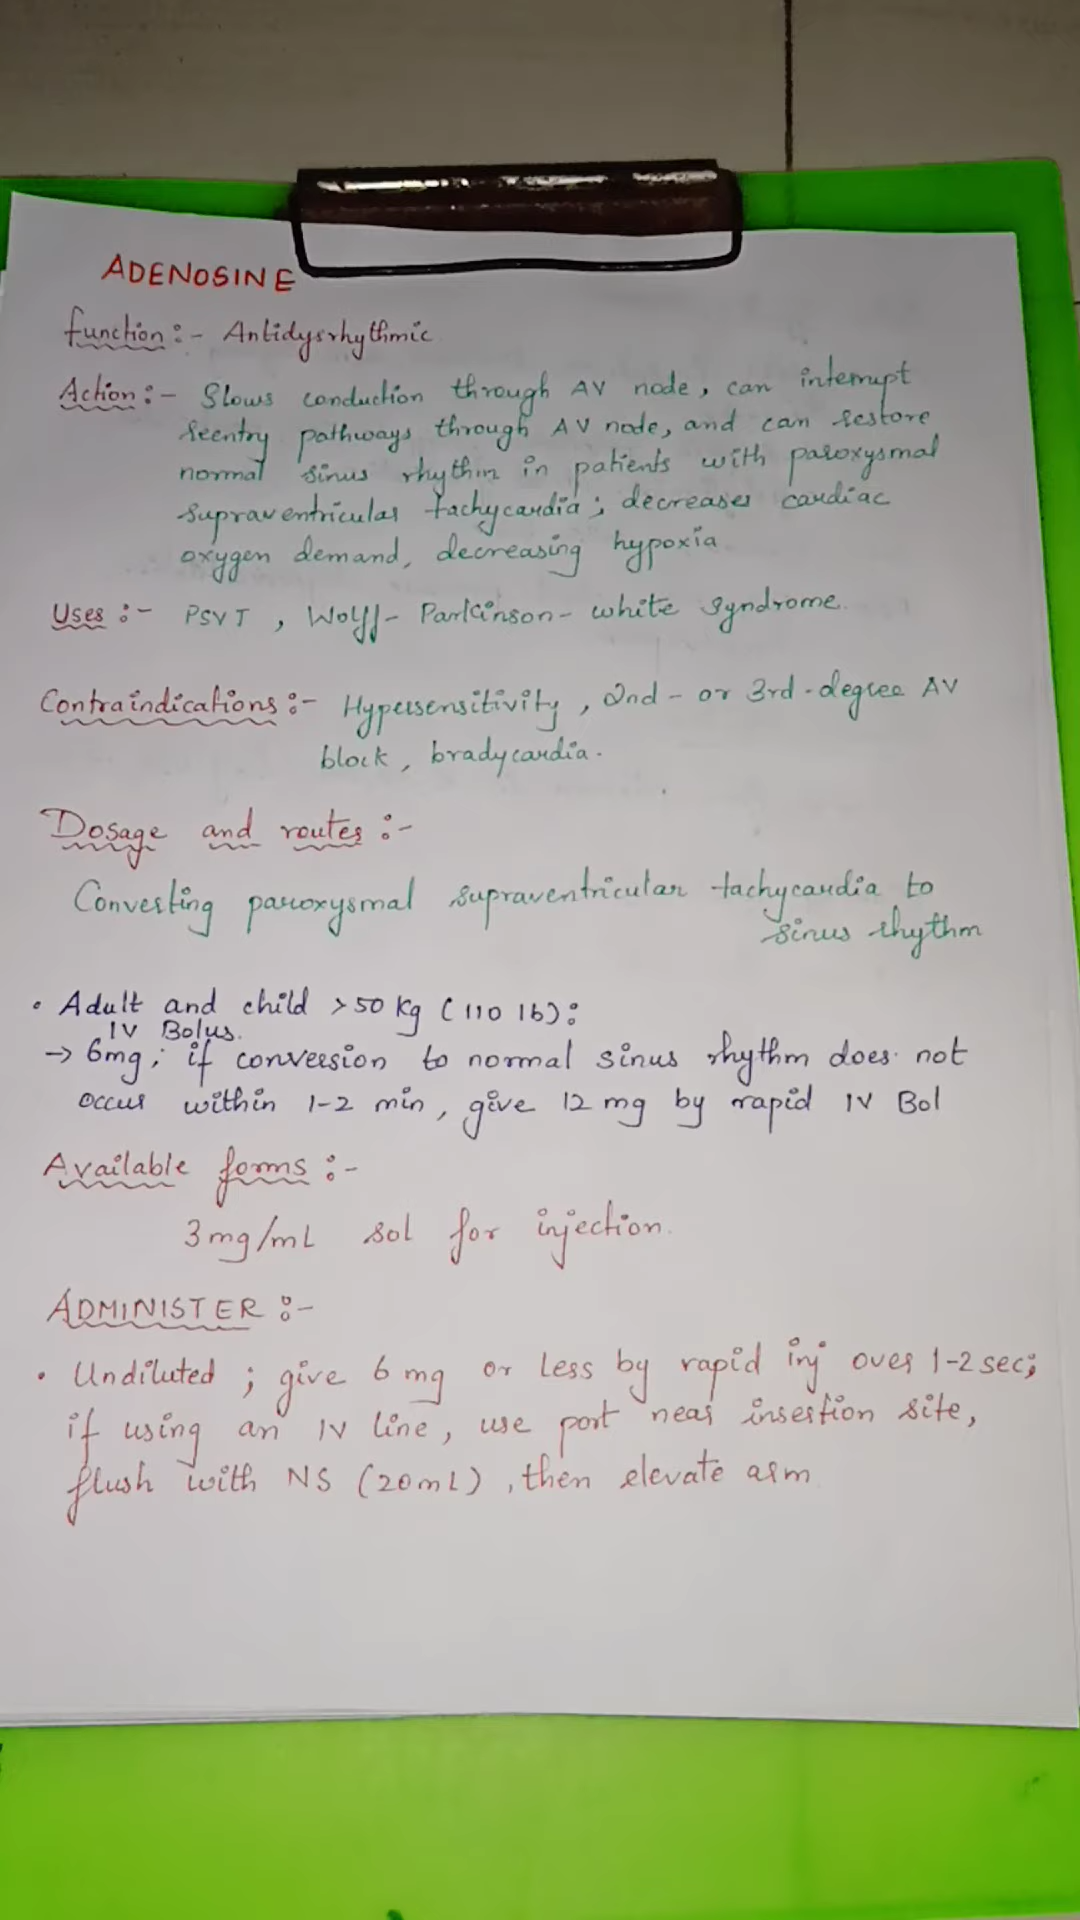 ADENOSINE
function:- Antidysrhythmic
Action:- Slows conduction through AV node, can interrupt
reentry pathways through AV node, and can restore
normal sinus rhythm in patients with paroxysmal
supraventricular tachycardia; decreases cardiac
oxygen demand, decreasing hypoxia
Uses:- PSVT, Wolff-Parkinson-white syndrome.
Contraindications:- Hypersensitivity, 2nd- or 3rd-degree AV
block, bradycardia.
Dosage and routes:-
Converting paroxysmal supraventricular tachycardia to
sinus rhythm
• Adult and child >50 Kg (110 lb):
IV Bolus.
→ 6mg; if conversion to normal sinus rhythm does not
occur within 1-2 min, give 12 mg by rapid IV Bol
Available forms:-
3mg/mL sol for injection.
ADMINISTER:-
• Undiluted; give 6 mg or less by rapid inj over 1-2 sec;
if using an IV line, use port near insertion site,
flush with NS (20mL), then elevate arm